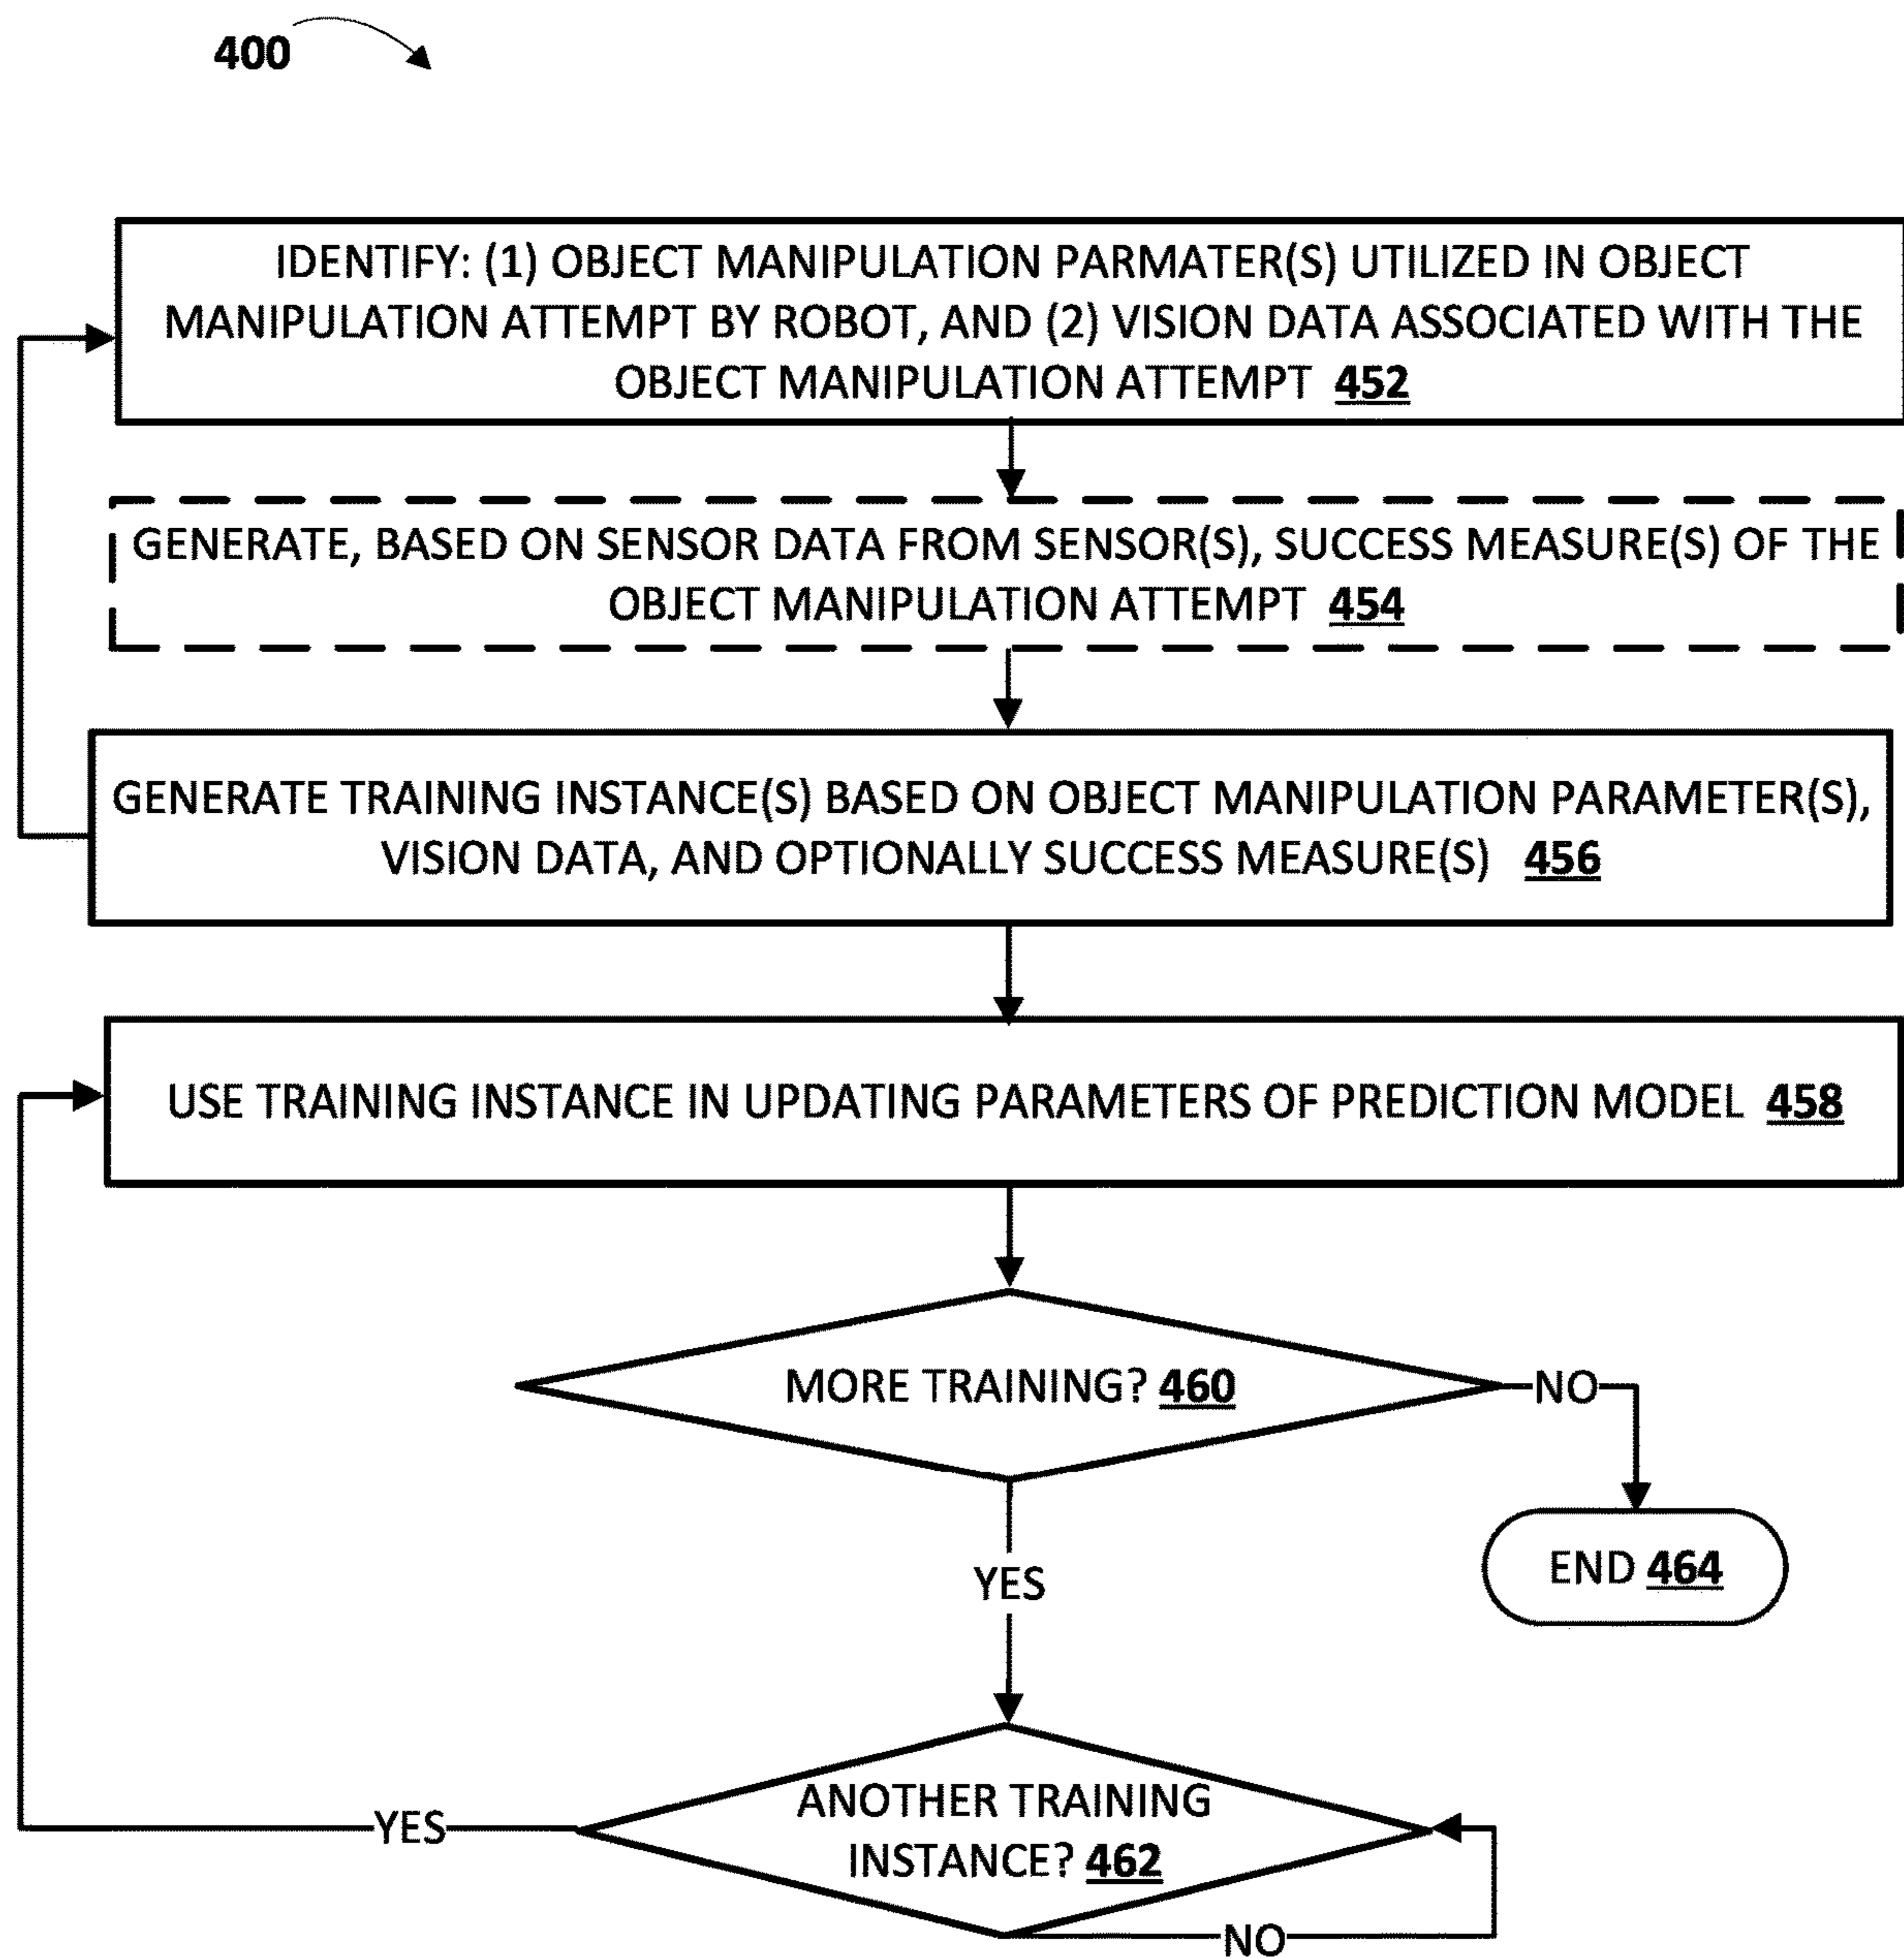 400
IDENTIFY: (1) OBJECT MANIPULATION PARMATER(S) UTILIZED IN OBJECT
MANIPULATION ATTEMPT BY ROBOT, AND (2) VISION DATA ASSOCIATED WITH THE
OBJECT MANIPULATION ATTEMPT 452
GENERATE, BASED ON SENSOR DATA FROM SENSOR(S), SUCCESS MEASURE(S) OF THE
OBJECT MANIPULATION ATTEMPT 454
GENERATE TRAINING INSTANCE(S) BASED ON OBJECT MANIPULATION PARAMETER(S),
VISION DATA, AND OPTIONALLY SUCCESS MEASURE(S) 456
USE TRAINING INSTANCE IN UPDATING PARAMETERS OF PREDICTION MODEL 458
MORE TRAINING? 460
NO
END 464
YES
ANOTHER TRAINING
INSTANCE? 462
YES
NO